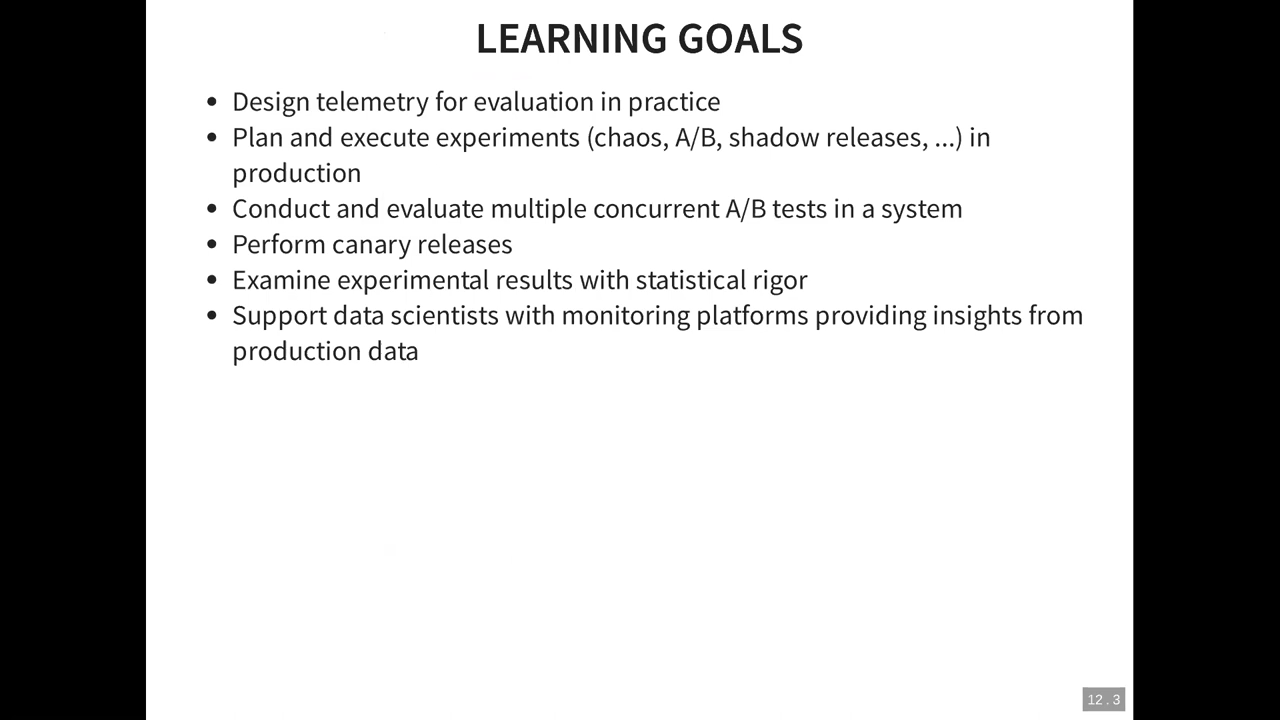 LEARNING GOALS
• Design telemetry for evaluation in practice
• Plan and execute experiments (chaos, A/B, shadow releases, ...) in
production
• Conduct and evaluate multiple concurrent A/B tests in a system
• Perform canary releases
• Examine experimental results with statistical rigor
• Support data scientists with monitoring platforms providing insights from
production data
12 . 3